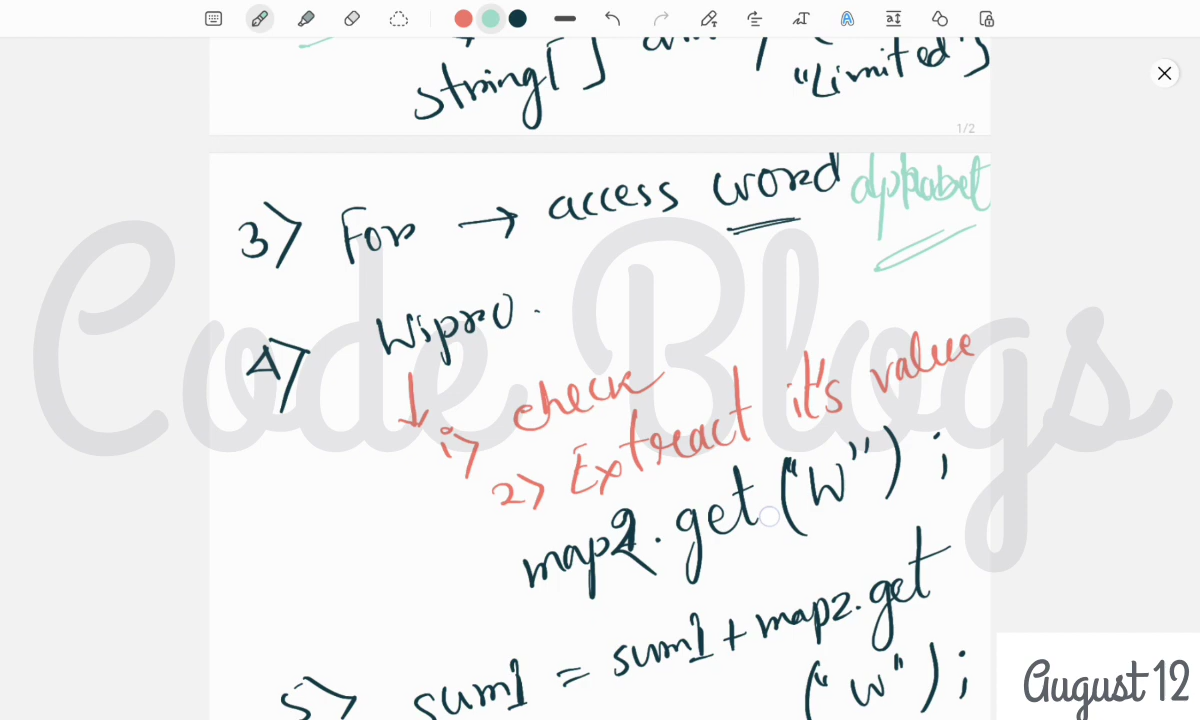 string[]
"Limited"}
1/2
3> For → access word alphabet
4> Wipro.
↓ i> check
2> Extract it's value
map2.get("W");
5> sum1 = sum1 + map2.get
("W");
Code Blogs
August 12